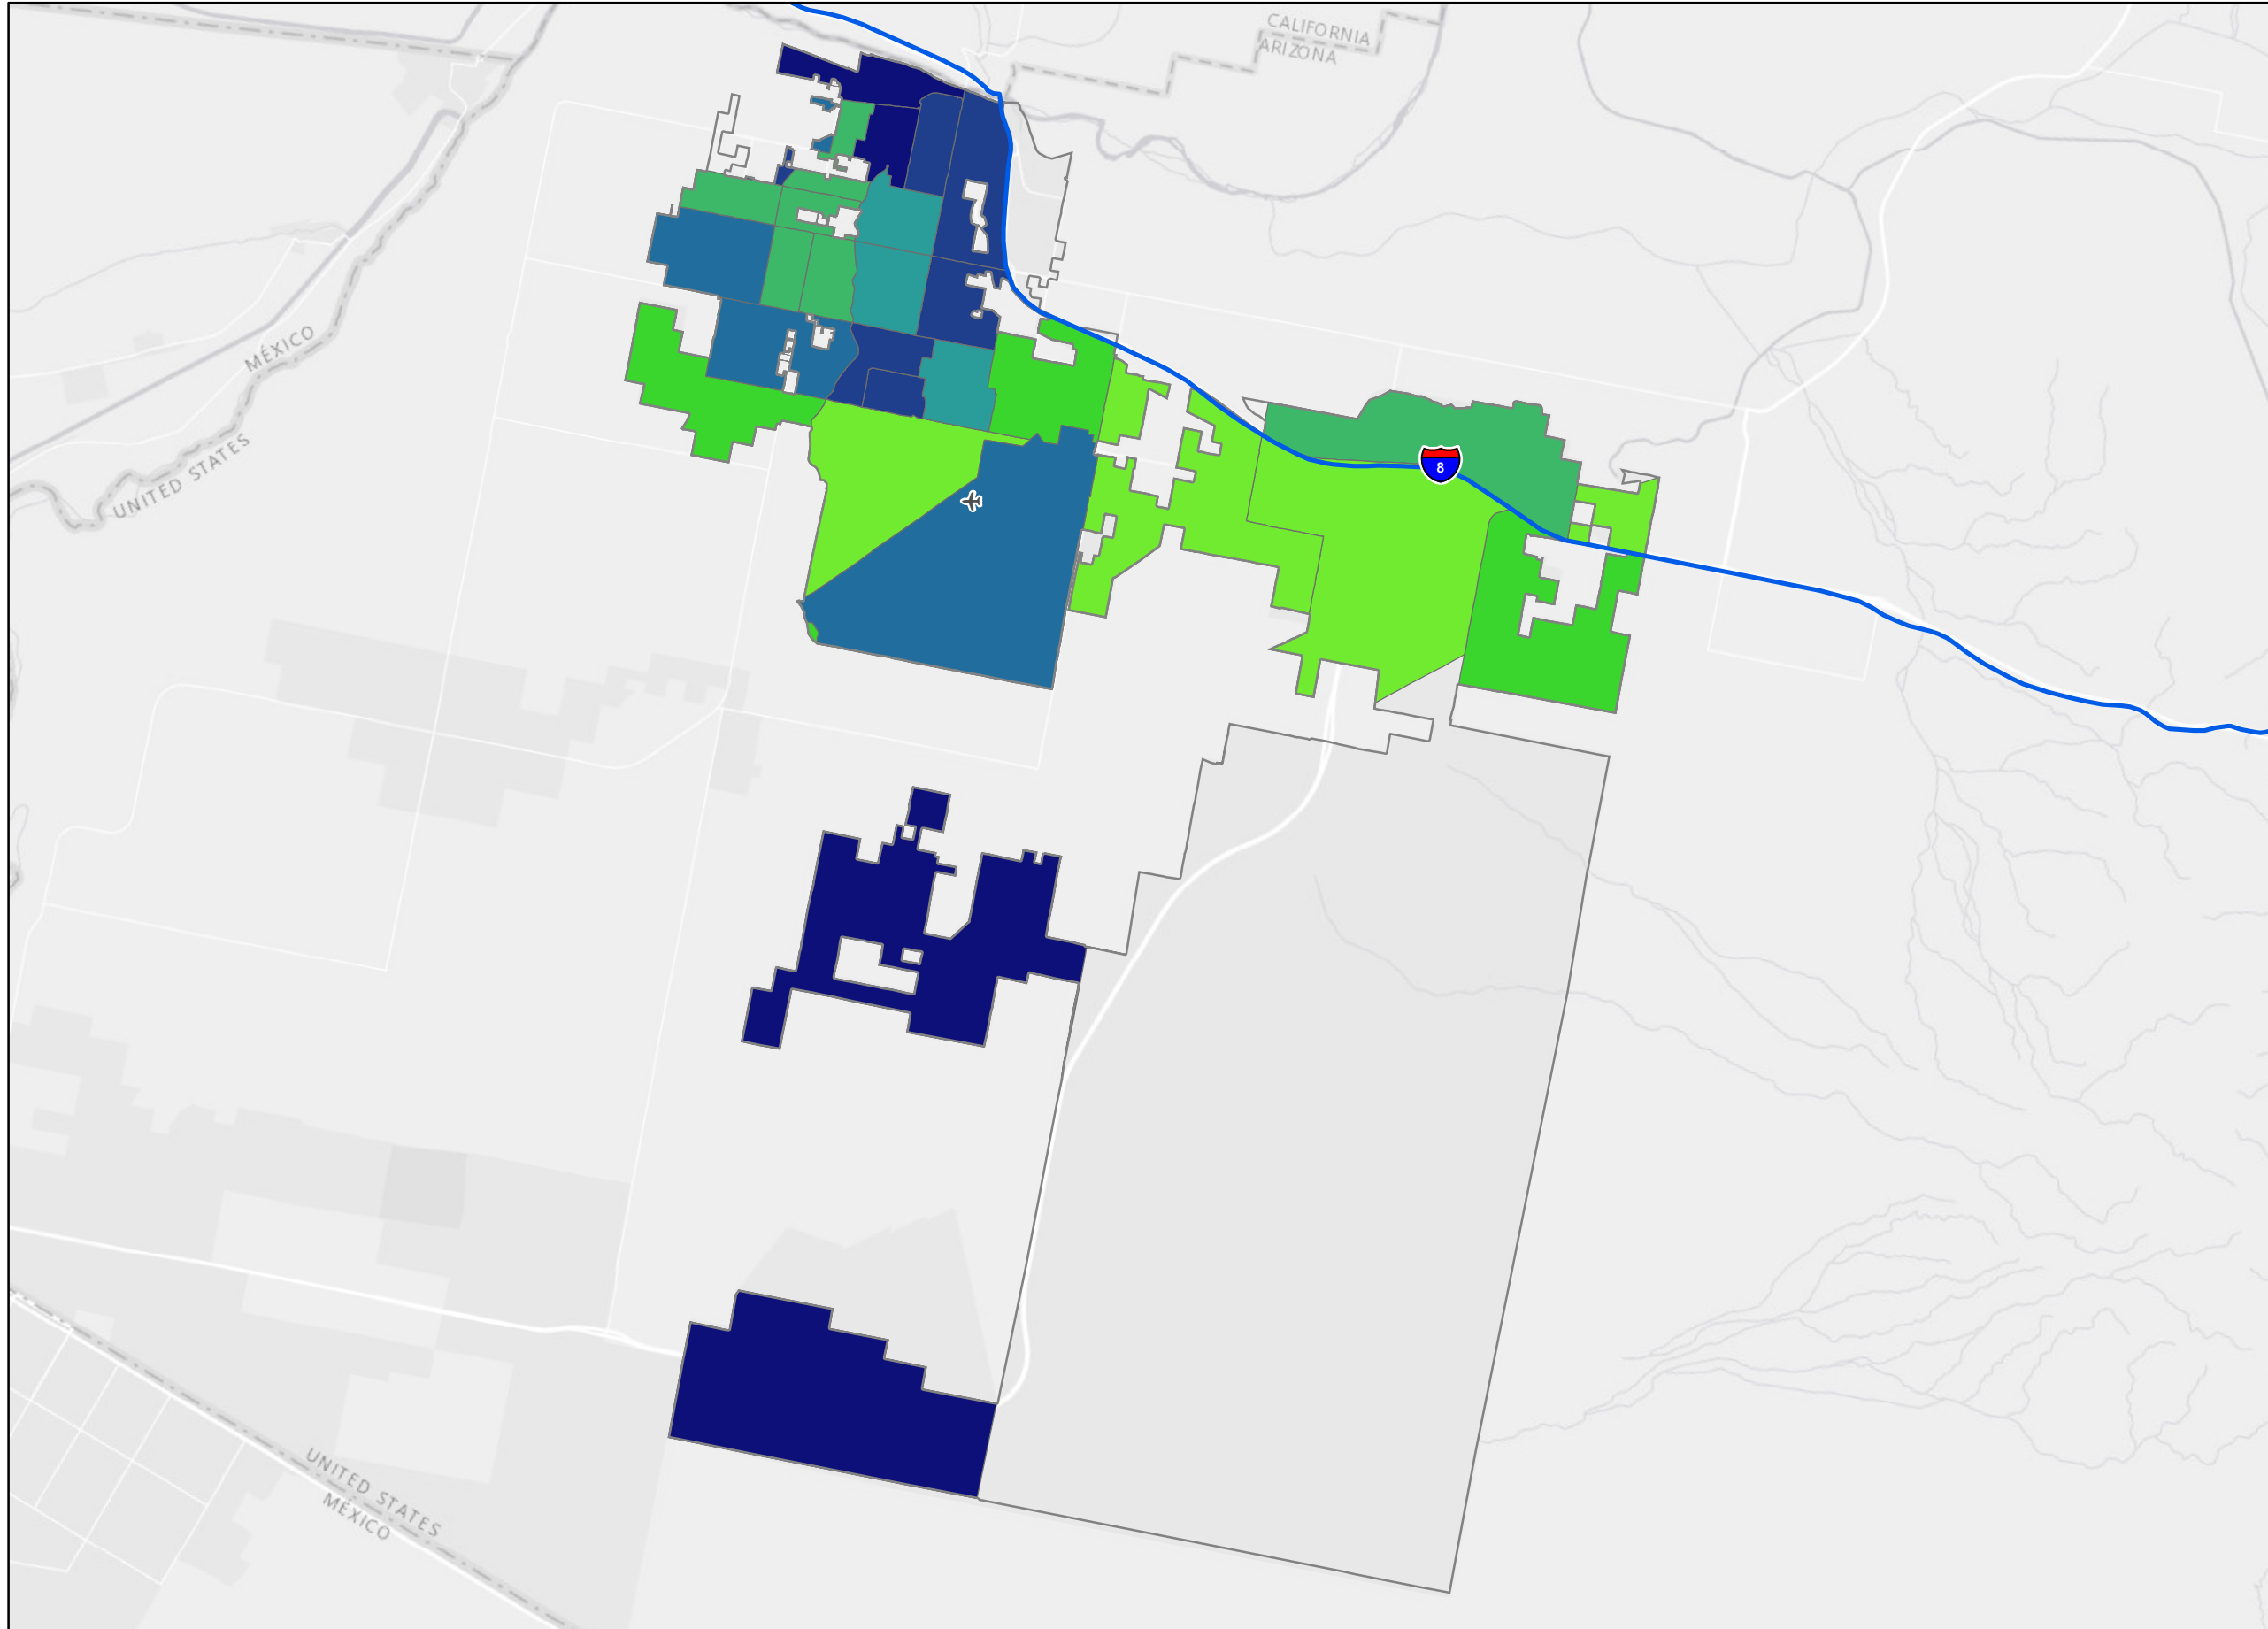 CALIFORNIA
ARIZONA
MÉXICO
UNITED STATES
8
UNITED STATES
MÉXICO